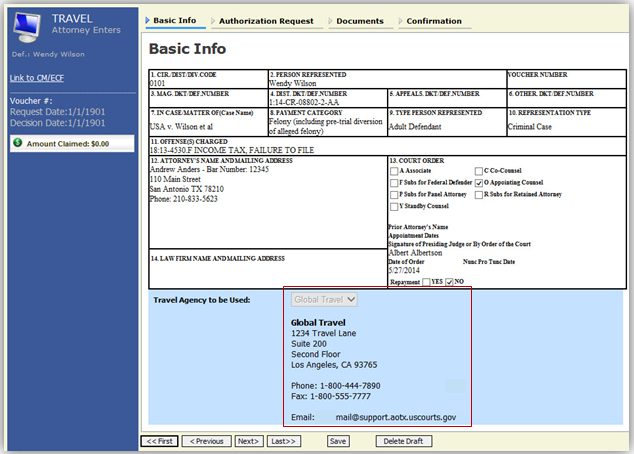 TRAVEL
Attorney Enters
Def.: Wendy Wilson
Link to CM/ECF
Voucher #:
Request Date:1/1/1901
Decision Date:1/1/1901
$ Amount Claimed: $0.00
Basic Info Authorization Request Documents Confirmation
Basic Info
1. CIR./DIST/DIV.CODE
0101
2. PERSON REPRESENTED
Wendy Wilson
VOUCHER NUMBER
3. MAG. DKT/DEF.NUMBER
4. DIST. DKT/DEF.NUMBER
1:14-CR-08802-2-AA
5. APPEALS. DKT/DEF.NUMBER
6. OTHER. DKT/DEF.NUMBER
7. IN CASE/MATTER OF(Case Name)
USA v. Wilson et al
8.PAYMENT CATEGORY
Felony (including pre-trial diversion
of alleged felony)
9. TYPE PERSON REPRESENTED
Adult Defendant
10. REPRESENTATION TYPE
Criminal Case
11. OFFENSE(S) CHARGED
18:13-4530.F INCOME TAX, FAILURE TO FILE
12. ATTORNEY'S NAME AND MAILING ADDRESS
Andrew Anders - Bar Number: 12345
110 Main Street
San Antonio TX 78210
Phone: 210-833-5623
13. COURT ORDER
A Associate C Co-Counsel
F Subs for Federal Defender O Appointing Counsel
P Subs for Panel Attorney R Subs for Retained Attorney
Y Standby Counsel
Prior Attorney's Name
Appointment Dates
Signature of Presiding Judge or By Order of the Court
Albert Albertson
Date of Order Nunc Pro Tunc Date
5/27/2014
Repayment YES NO
14. LAW FIRM NAME AND MAILING ADDRESS
Travel Agency to be Used: Global Travel
Global Travel
1234 Travel Lane
Suite 200
Second Floor
Los Angeles, CA 93765
Phone: 1-800-444-7890
Fax: 1-800-555-7777
Email: mail@support.aotx.uscourts.gov
<< First < Previous Next> Last>> Save Delete Draft